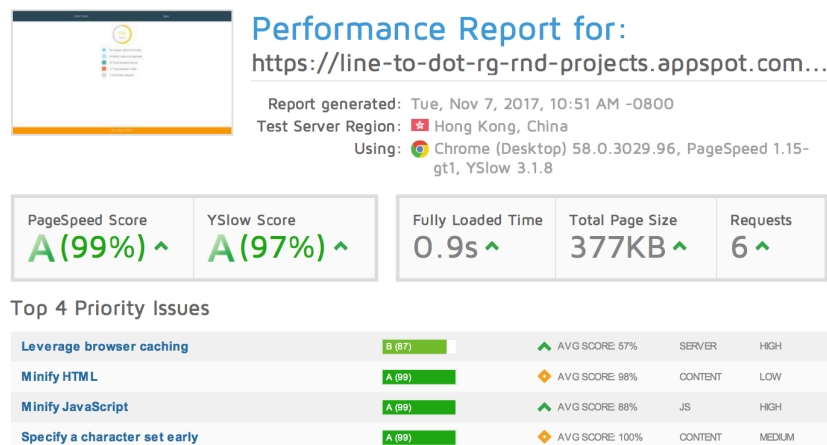 Performance Report for:
https://line-to-dot-rg-rnd-projects.appspot.com...
Report generated: Tue, Nov 7, 2017, 10:51 AM -0800
Test Server Region: Hong Kong, China
Using: Chrome (Desktop) 58.0.3029.96, PageSpeed 1.15-
gt1, YSlow 3.1.8
PageSpeed Score YSlow Score Fully Loaded Time Total Page Size Requests
A (99%) A (97%) 0.9s 377KB 6
Top 4 Priority Issues
Leverage browser caching B (87) AVG SCORE: 57% SERVER HIGH
Minify HTML A (99) AVG SCORE: 98% CONTENT LOW
Minify JavaScript A (99) AVG SCORE: 88% JS HIGH
Specify a character set early A (99) AVG SCORE: 100% CONTENT MEDIUM